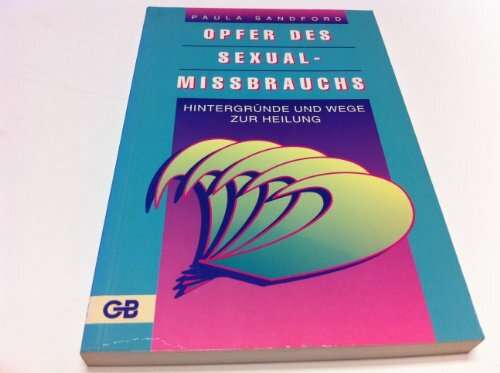 PAULA SANDFORD
OPFER DES
SEXUAL-
MISSBRAUCHS
HINTERGRÜNDE UND WEGE
ZUR HEILUNG
GB